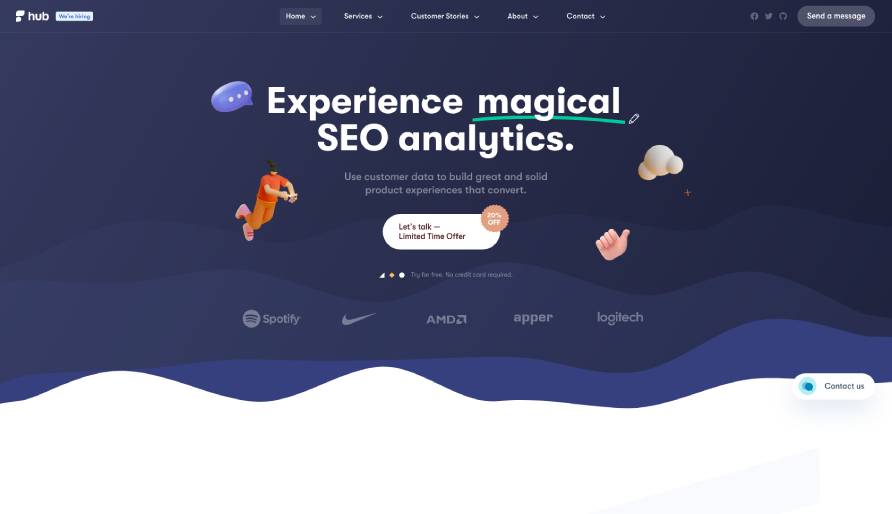 hub
We're hiring
Home
Services
Customer Stories
About
Contact
Send a message
Experience magical
SEO analytics.
Use customer data to build great and solid
product experiences that convert.
Let's talk —
Limited Time Offer
20%
OFF
Try for free. No credit card required.
Spotify
AMD
apper
logitech
Contact us